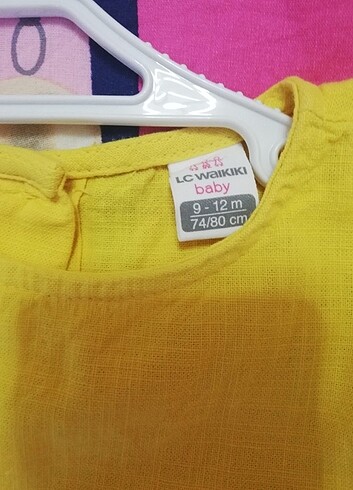 LC WAIKIKI
baby
9 - 12 m
74/80 cm